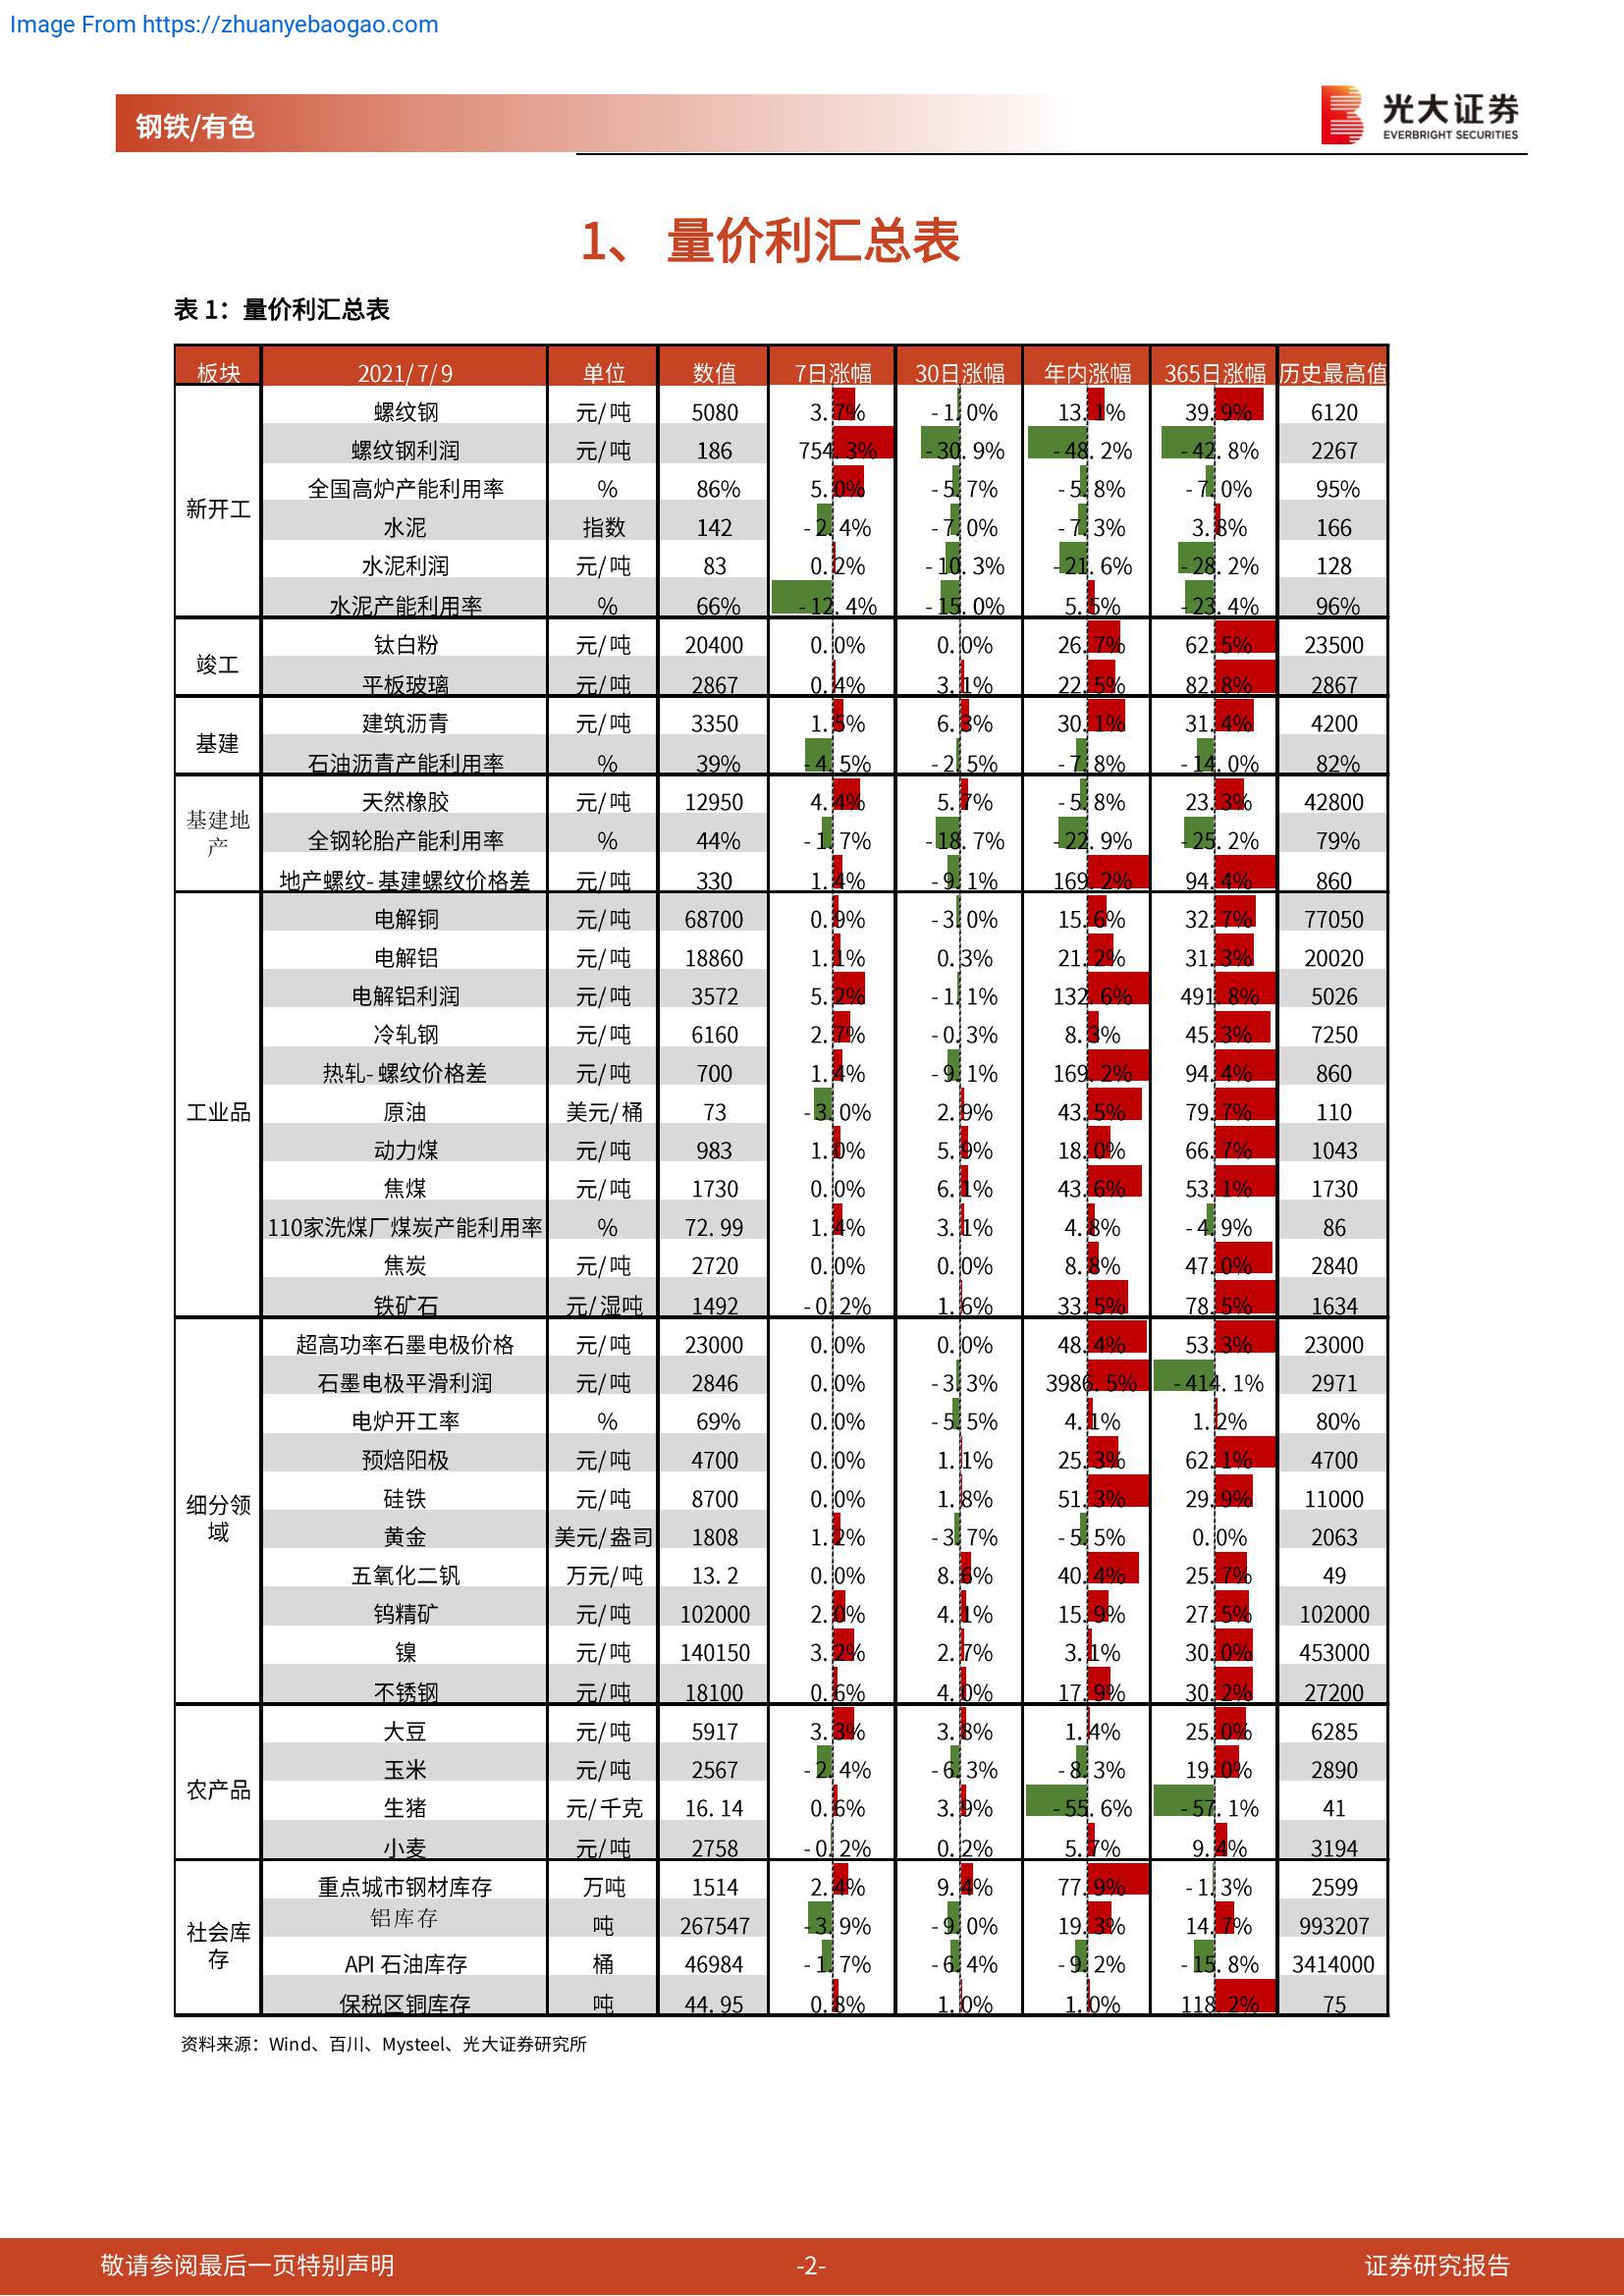 Image From https://zhuanyebaogao.com
钢铁/有色
光大证券
EVERBRIGHT SECURITIES
1、 量价利汇总表
表 1：量价利汇总表
板块 2021/7/9 单位 数值 7日涨幅 30日涨幅 年内涨幅 365日涨幅 历史最高值
新开工
螺纹钢 元/吨 5080 3.7% -1.0% 13.1% 39.9% 6120
螺纹钢利润 元/吨 186 754.3% -30.9% -48.2% -42.8% 2267
全国高炉产能利用率 % 86% 5.0% -5.7% -5.8% -7.0% 95%
水泥 指数 142 -2.4% -7.0% -7.3% 3.8% 166
水泥利润 元/吨 83 0.2% -10.3% -21.6% -28.2% 128
水泥产能利用率 % 66% -12.4% -15.0% 5.5% -23.4% 96%
竣工
钛白粉 元/吨 20400 0.0% 0.0% 26.7% 62.5% 23500
平板玻璃 元/吨 2867 0.4% 3.1% 22.5% 82.8% 2867
基建
建筑沥青 元/吨 3350 1.5% 6.3% 30.1% 31.4% 4200
石油沥青产能利用率 % 39% -4.5% -2.5% -7.8% -14.0% 82%
基建地
产
天然橡胶 元/吨 12950 4.4% 5.7% -5.8% 23.3% 42800
全钢轮胎产能利用率 % 44% -1.7% -18.7% -22.9% -25.2% 79%
地产螺纹-基建螺纹价格差 元/吨 330 1.4% -9.1% 169.2% 94.4% 860
工业品
电解铜 元/吨 68700 0.9% -3.0% 15.6% 32.7% 77050
电解铝 元/吨 18860 1.1% 0.3% 21.2% 31.3% 20020
电解铝利润 元/吨 3572 5.2% -1.1% 132.6% 491.8% 5026
冷轧钢 元/吨 6160 2.7% -0.3% 8.3% 45.3% 7250
热轧-螺纹价格差 元/吨 700 1.4% -9.1% 169.2% 94.4% 860
原油 美元/桶 73 -3.0% 2.9% 43.5% 79.7% 110
动力煤 元/吨 983 1.0% 5.9% 18.0% 66.7% 1043
焦煤 元/吨 1730 0.0% 6.1% 43.6% 53.1% 1730
110家洗煤厂煤炭产能利用率 % 72.99 1.4% 3.1% 4.8% -4.9% 86
焦炭 元/吨 2720 0.0% 0.0% 8.8% 47.0% 2840
铁矿石 元/湿吨 1492 -0.2% 1.6% 33.5% 78.5% 1634
细分领
域
超高功率石墨电极价格 元/吨 23000 0.0% 0.0% 48.4% 53.3% 23000
石墨电极平滑利润 元/吨 2846 0.0% -3.3% 3986.5% -414.1% 2971
电炉开工率 % 69% 0.0% -5.5% 4.1% 1.2% 80%
预焙阳极 元/吨 4700 0.0% 1.1% 25.3% 62.1% 4700
硅铁 元/吨 8700 0.0% 1.8% 51.3% 29.9% 11000
黄金 美元/盎司 1808 1.2% -3.7% -5.5% 0.0% 2063
五氧化二钒 万元/吨 13.2 0.0% 8.6% 40.4% 25.7% 49
钨精矿 元/吨 102000 2.0% 4.1% 15.9% 27.5% 102000
镍 元/吨 140150 3.2% 2.7% 3.1% 30.0% 453000
不锈钢 元/吨 18100 0.6% 4.0% 17.9% 30.2% 27200
农产品
大豆 元/吨 5917 3.3% 3.8% 1.4% 25.0% 6285
玉米 元/吨 2567 -2.4% -6.3% -8.3% 19.0% 2890
生猪 元/千克 16.14 0.6% 3.9% -55.6% -57.1% 41
小麦 元/吨 2758 -0.2% 0.2% 5.7% 9.4% 3194
社会库
存
重点城市钢材库存 万吨 1514 2.4% 9.4% 77.9% -1.3% 2599
铝库存 吨 267547 -3.9% -9.0% 19.3% 14.7% 993207
API 石油库存 桶 46984 -1.7% -6.4% -9.2% -15.8% 3414000
保税区铜库存 吨 44.95 0.8% 1.0% 1.0% 118.2% 75
资料来源：Wind、百川、Mysteel、光大证券研究所
敬请参阅最后一页特别声明 -2- 证券研究报告